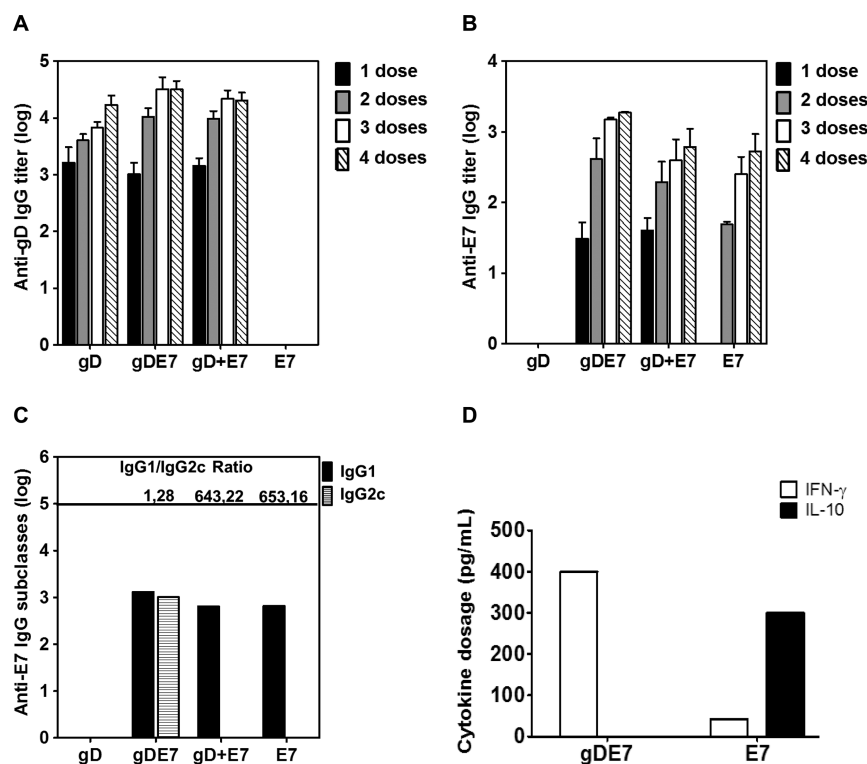 A
Anti-gD IgG titer (log)
5
4
3
2
1
0
gD gDE7 gD+E7 E7
1 dose
2 doses
3 doses
4 doses
B
Anti-E7 IgG titer (log)
4
3
2
1
0
gD gDE7 gD+E7 E7
1 dose
2 doses
3 doses
4 doses
C
Anti-E7 IgG subclasses (log)
6
5
4
3
2
1
0
IgG1/IgG2c Ratio
1,28 643,22 653,16
gD gDE7 gD+E7 E7
IgG1
IgG2c
D
IFN-γ
IL-10
Cytokine dosage (pg/mL)
500
400
300
200
100
0
gDE7 E7